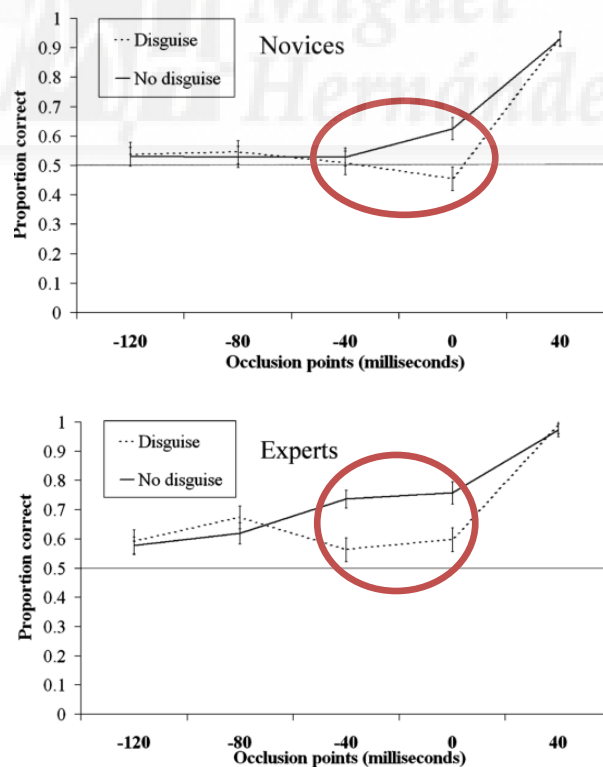 Miguel
Hernández
Novices
Disguise
No disguise
Proportion correct
1
0.9
0.8
0.7
0.6
0.5
0.4
0.3
0.2
0.1
0
-120 -80 -40 0 40
Occlusion points (milliseconds)
Experts
Disguise
No disguise
Proportion correct
1
0.9
0.8
0.7
0.6
0.5
0.4
0.3
0.2
0.1
0
-120 -80 -40 0 40
Occlusion points (milliseconds)